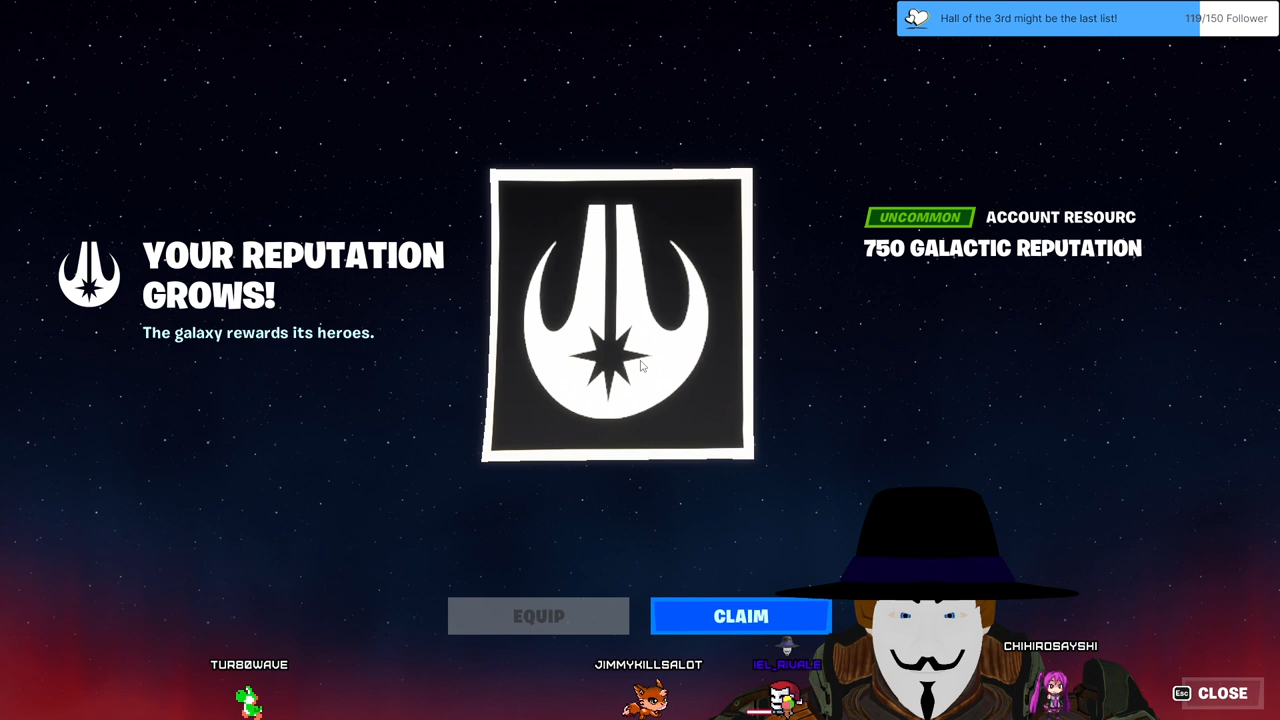 Hall of the 3rd might be the last list!
119/150 Follower
YOUR REPUTATION
GROWS!
The galaxy rewards its heroes.
UNCOMMON
ACCOUNT RESOURC
750 GALACTIC REPUTATION
EQUIP
CLAIM
TURB0WAVE
JIMMYKILLSALOT
IEL_RIVALE
CHIHIROSAYSHI
Esc
CLOSE